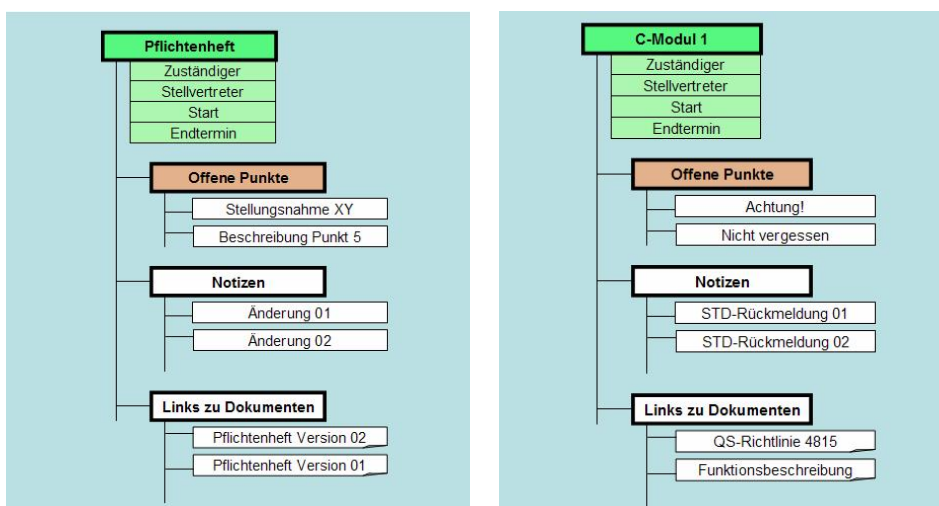 Pflichtenheft
Zuständiger
Stellvertreter
Start
Endtermin
Offene Punkte
Stellungsnahme XY
Beschreibung Punkt 5
Notizen
Änderung 01
Änderung 02
Links zu Dokumenten
Pflichtenheft Version 02
Pflichtenheft Version 01
C-Modul 1
Zuständiger
Stellvertreter
Start
Endtermin
Offene Punkte
Achtung!
Nicht vergessen
Notizen
STD-Rückmeldung 01
STD-Rückmeldung 02
Links zu Dokumenten
QS-Richtlinie 4815
Funktionsbeschreibung